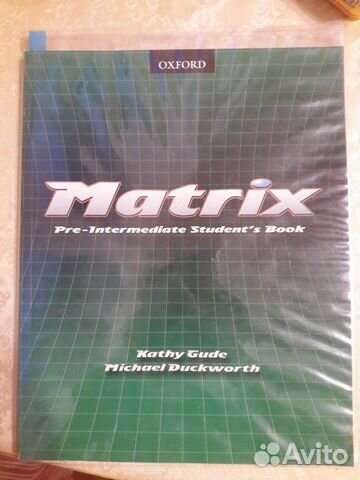 OXFORD
Matrix
Pre-Intermediate Student's Book
Kathy Gude
Michael Duckworth
Avito